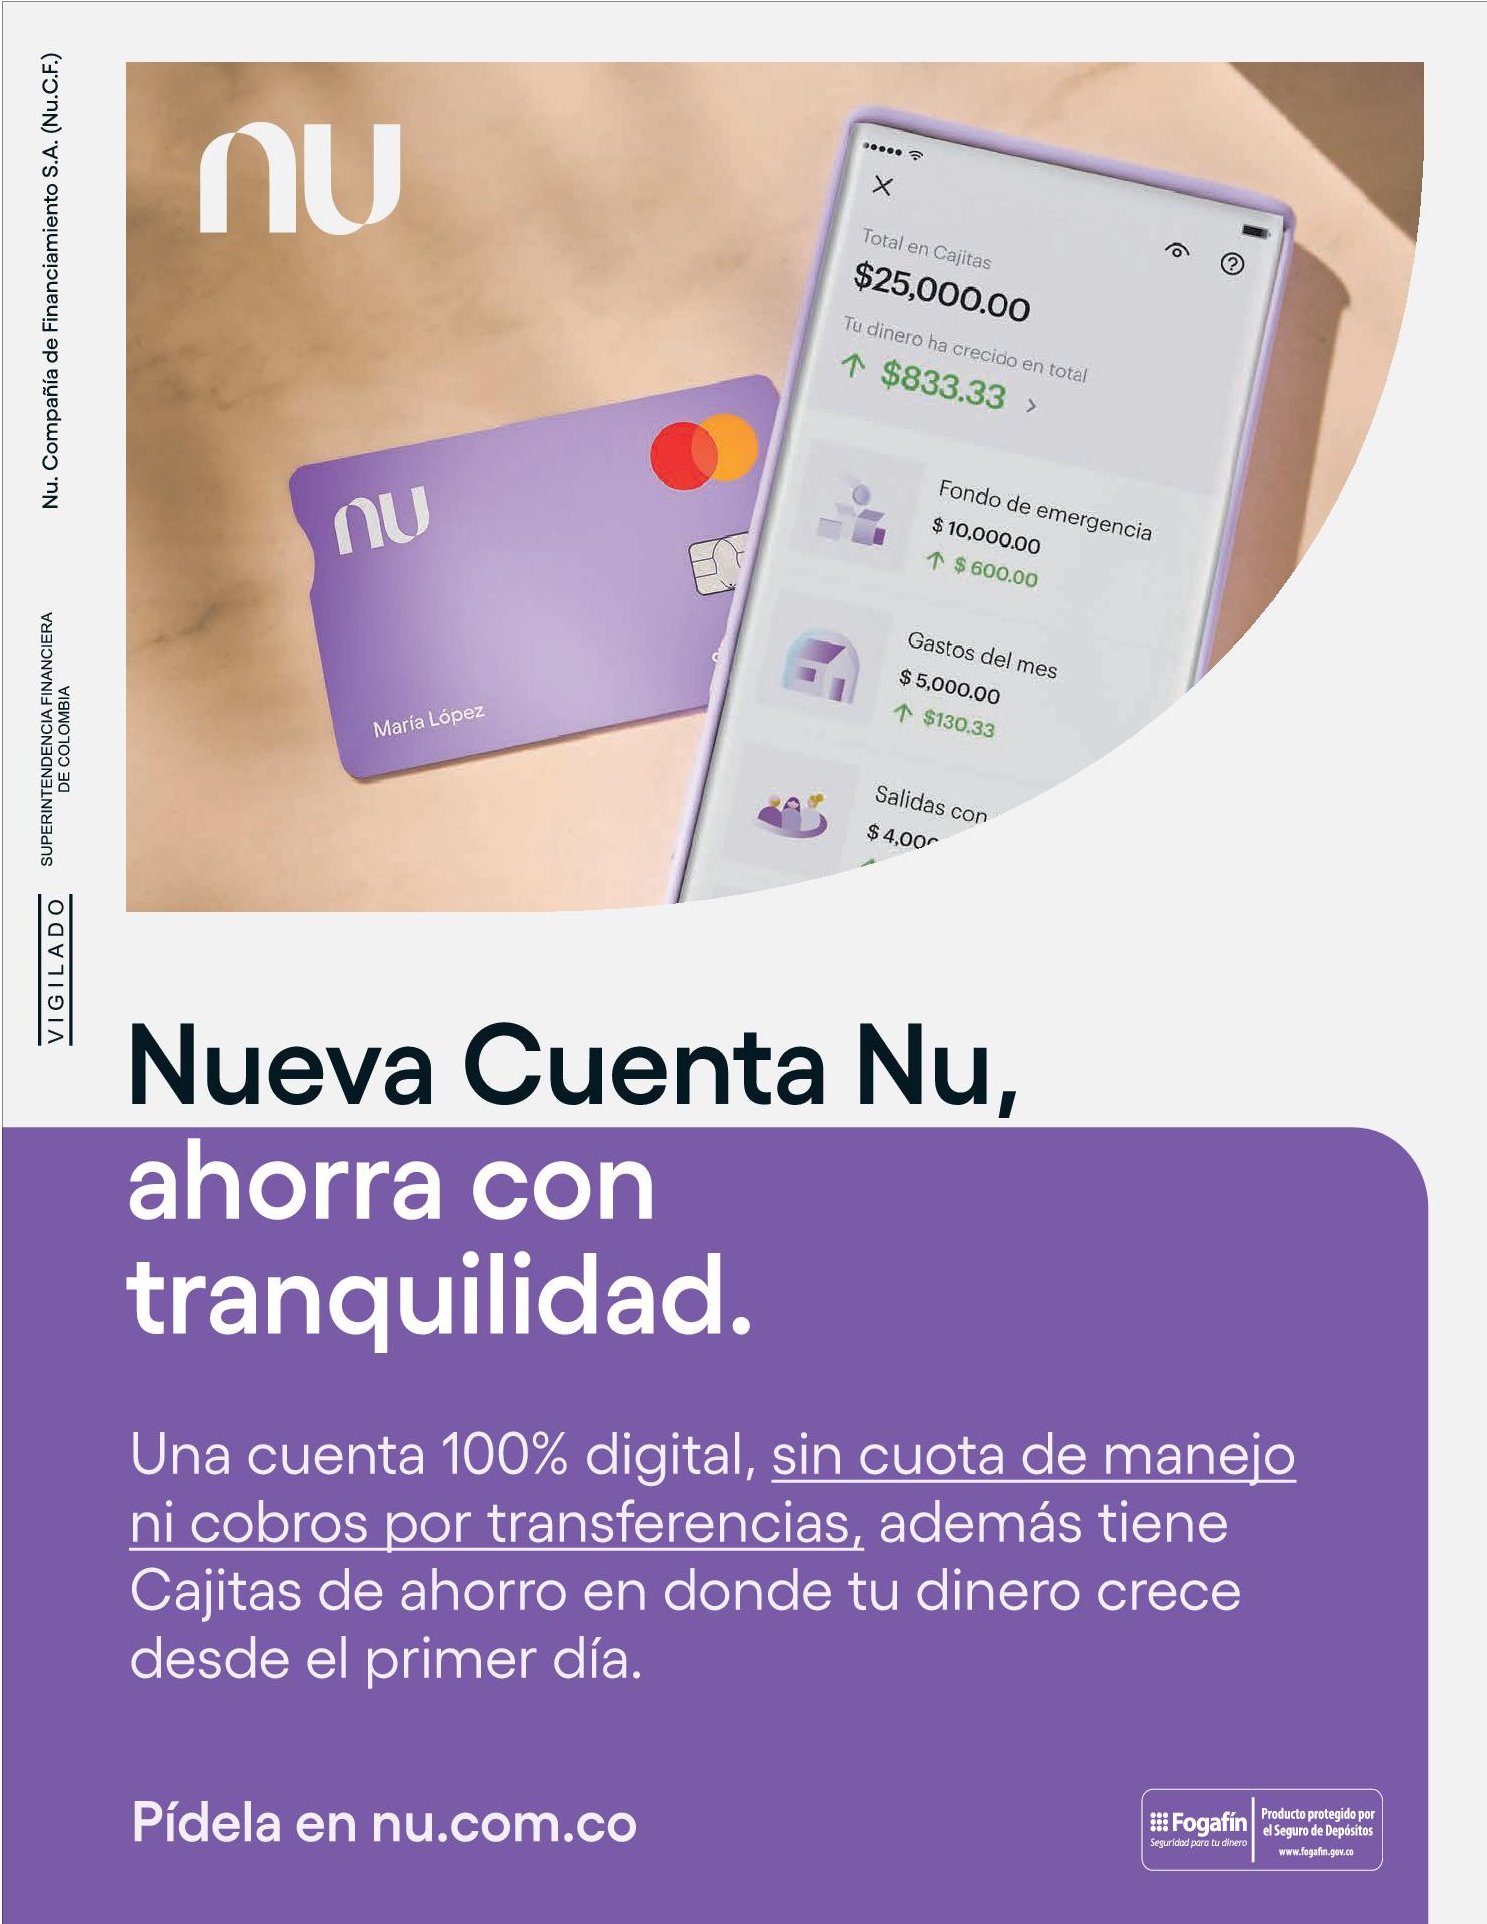 Nu. Compañía de Financiamiento S.A. (Nu.C.F.)
SUPERINTENDENCIA FINANCIERA
DE COLOMBIA
VIGILADO
nu
Total en Cajitas
$25,000.00
Tu dinero ha crecido en total
$833.33
Fondo de emergencia
$10,000.00
$600.00
Gastos del mes
$5,000.00
$130.33
Salidas con
$4,000
nu
María López
Nueva Cuenta Nu,
ahorra con
tranquilidad.
Una cuenta 100% digital, sin cuota de manejo
ni cobros por transferencias, además tiene
Cajitas de ahorro en donde tu dinero crece
desde el primer día.
Pídela en nu.com.co
Fogafín
Seguridad para tu dinero
Producto protegido por
el Seguro de Depósitos
www.fogafin.gov.co